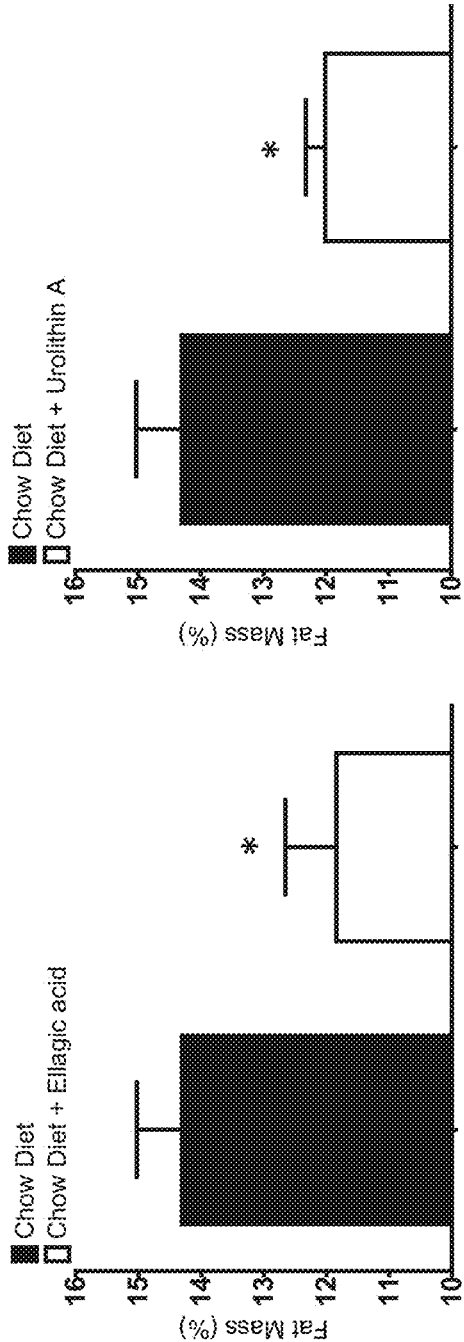 Chow Diet
Chow Diet + Ellagic acid
Fat Mass (%)
16
15
14
13
12
11
10
*
Chow Diet
Chow Diet + Urolithin A
Fat Mass (%)
16
15
14
13
12
11
10
*